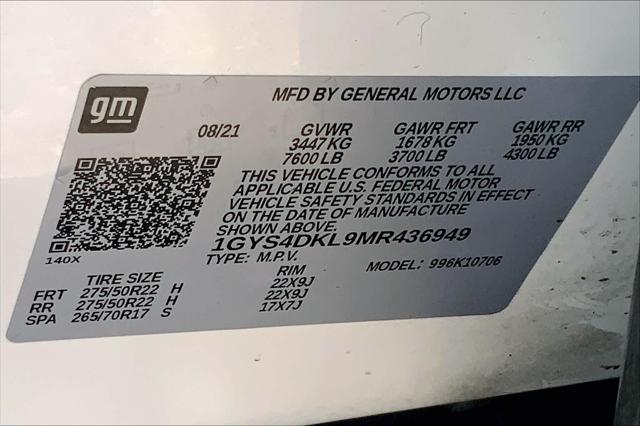 gm
MFD BY GENERAL MOTORS LLC
08/21 GVWR GAWR FRT GAWR RR
3447 KG 1678 KG 1950 KG
7600 LB 3700 LB 4300 LB
THIS VEHICLE CONFORMS TO ALL
APPLICABLE U.S. FEDERAL MOTOR
VEHICLE SAFETY STANDARDS IN EFFECT
ON THE DATE OF MANUFACTURE
SHOWN ABOVE.
1GYS4DKL9MR436949
140X
TYPE: M.P.V. MODEL: 996K10706
TIRE SIZE RIM
FRT 275/50R22 H 22X9J
RR 275/50R22 H 22X9J
SPA 265/70R17 S 17X7J